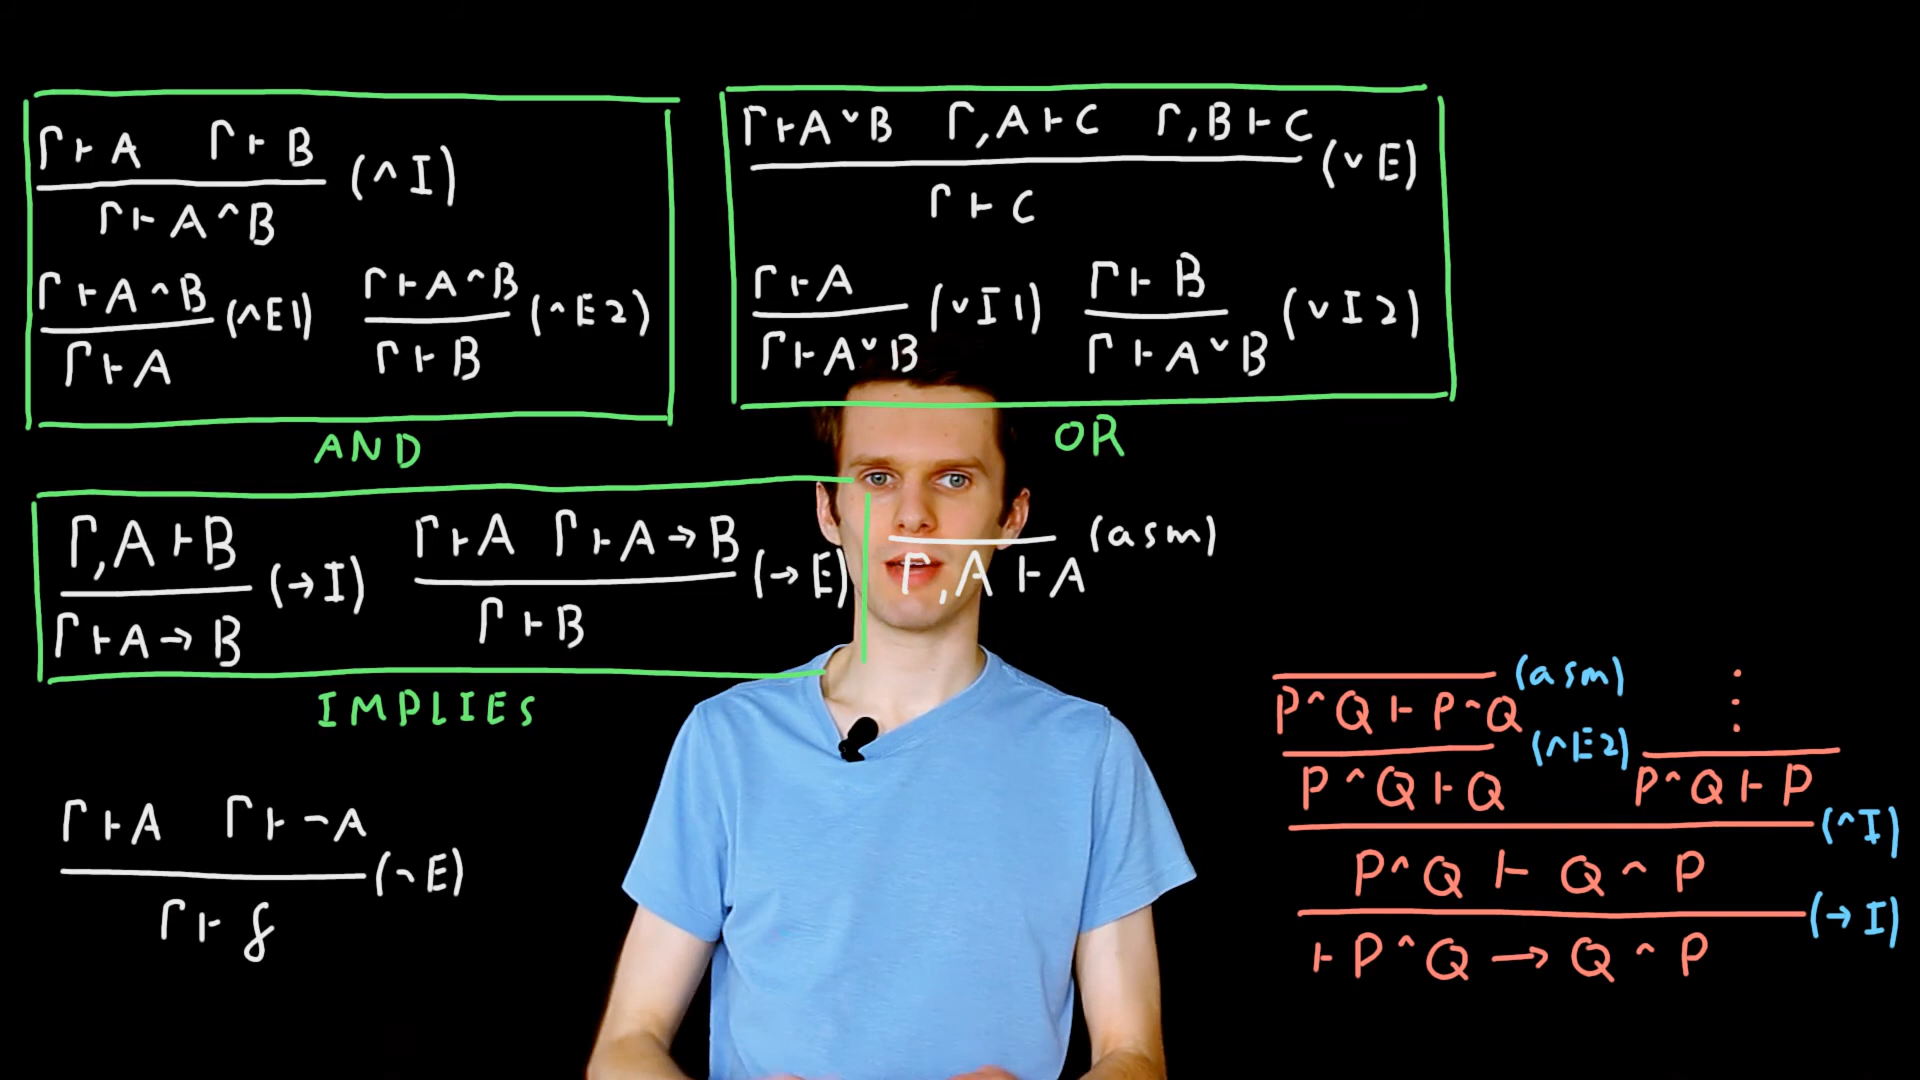 Γ ⊢ A Γ ⊢ B (∧I)
Γ ⊢ A ∧ B
Γ ⊢ A ∧ B (∧E1)
Γ ⊢ A
Γ ⊢ A ∧ B (∧E2)
Γ ⊢ B
AND
Γ ⊢ A ∨ B Γ, A ⊢ C Γ, B ⊢ C (∨E)
Γ ⊢ C
Γ ⊢ A (∨I1)
Γ ⊢ A ∨ B
Γ ⊢ B (∨I2)
Γ ⊢ A ∨ B
OR
Γ, A ⊢ B (→I)
Γ ⊢ A → B
Γ ⊢ A Γ ⊢ A → B (→E)
Γ ⊢ B
IMPLIES
(asm)
Γ, A ⊢ A
Γ ⊢ A Γ ⊢ ¬A (¬E)
Γ ⊢ f
(asm)
P ∧ Q ⊢ P ∧ Q ⋮
(∧E2)
P ∧ Q ⊢ Q P ∧ Q ⊢ P
(∧I)
P ∧ Q ⊢ Q ∧ P
(→I)
⊢ P ∧ Q → Q ∧ P